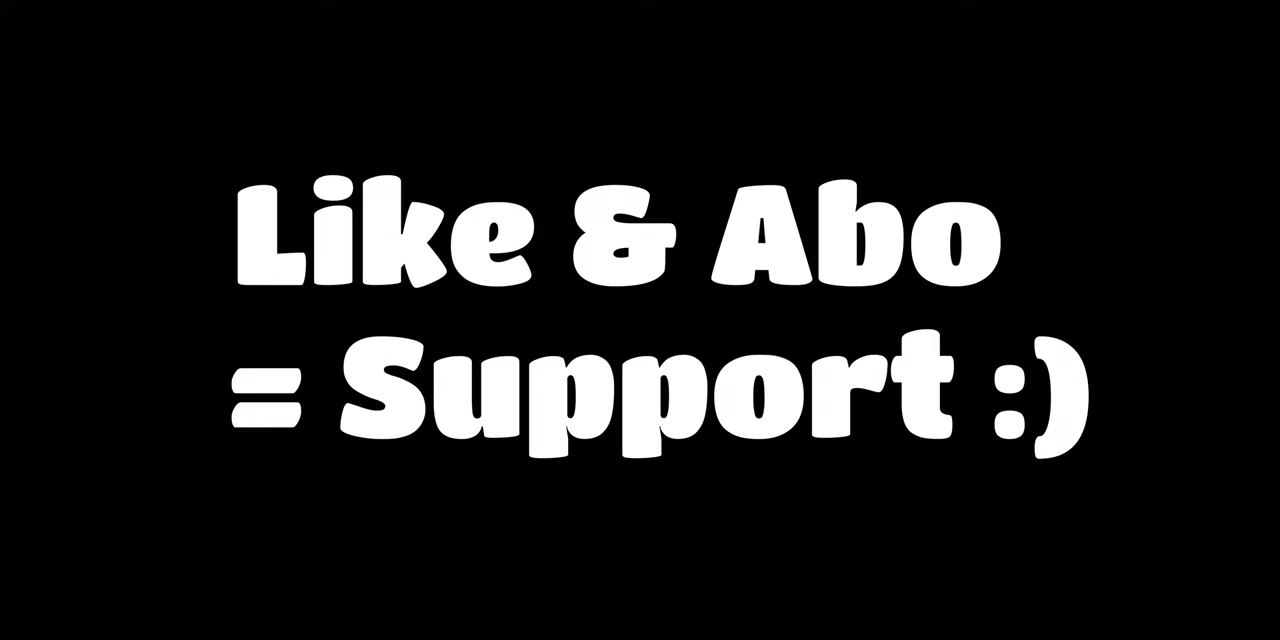 Like & Abo
= Support :)